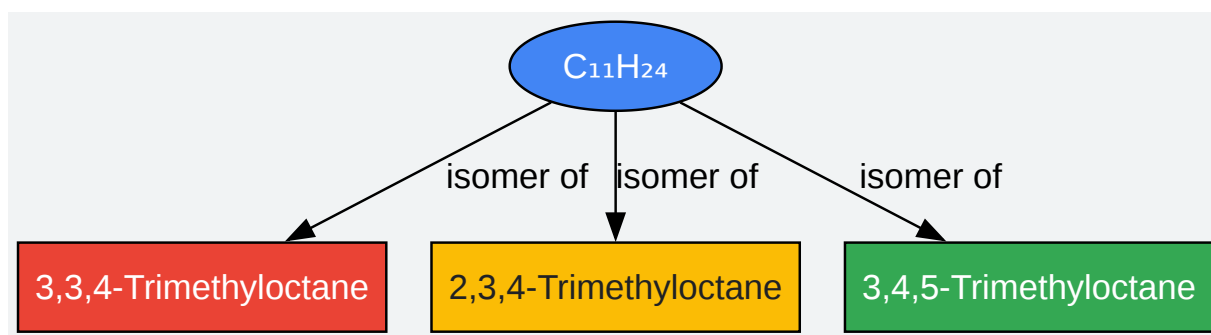 C₁₁H₂₄
isomer of isomer of isomer of
3,3,4-Trimethyloctane 2,3,4-Trimethyloctane 3,4,5-Trimethyloctane